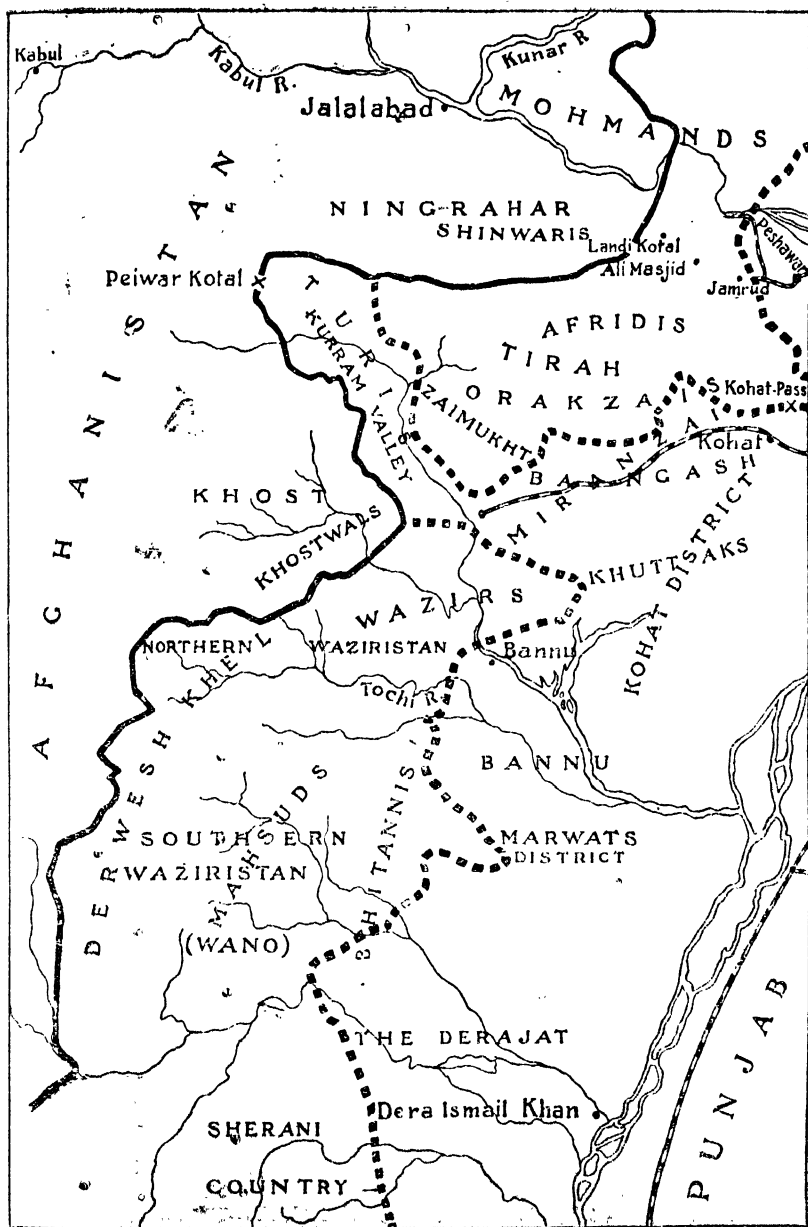 Kabul
Kabul R.
Kunar R
Jalalabad
MOHMANDS
AFGHANISTAN
NINGRAHAR
SHINWARIS
Landi Kotal
Ali Masjid
Peshawar
Jamrud
Peiwar Kotal
TURIS
KURRAM VALLEY
AFRIDIS
TIRAH
ORAKZAIS
ZAIMUKHT
Kohat-Pass
Kohat
MIRANZAI
BANGASH
KHOST
KHOSTWALS
KHUTTAKS
KOHAT DISTRICT
WAZIRS
NORTHERN WAZIRISTAN
Bannu
Tochi R.
DERWESH KHEL
BANNU
MAHSUDS
BHITANNIS
SOUTHERN
WAZIRISTAN
MARWATS
DISTRICT
(WANO)
THE DERAJAT
Dera Ismail Khan
SHERANI
COUNTRY
PUNJAB